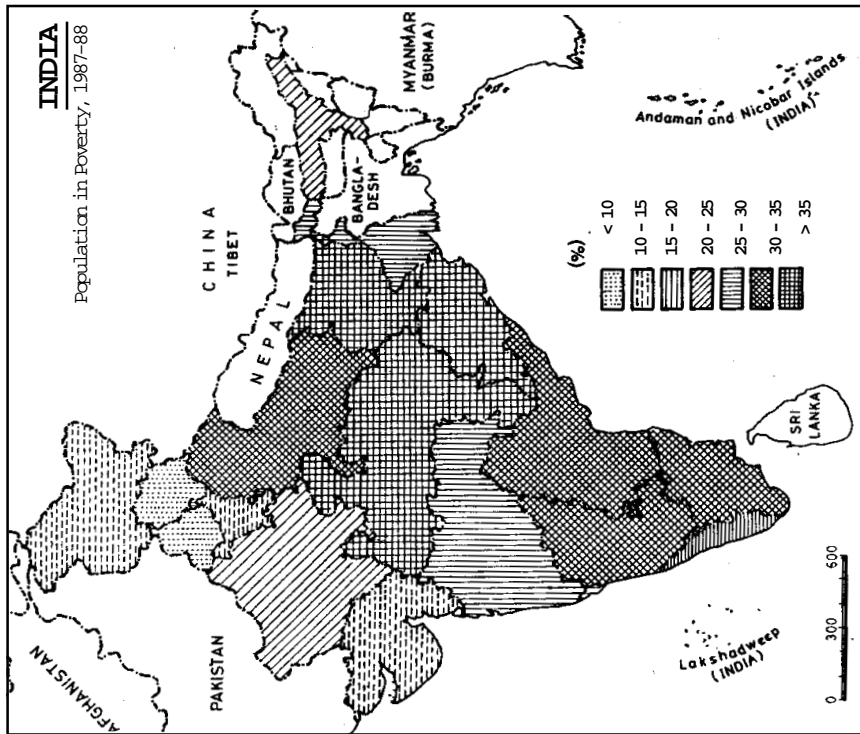 INDIA
Population in Poverty, 1987-88
CHINA
TIBET
NEPAL
BHUTAN
BANGLA-
DESH
MYANMAR
(BURMA)
AFGHANISTAN
PAKISTAN
Andaman and Nicobar Islands
(INDIA)
(%)
< 10
10 - 15
15 - 20
20 - 25
25 - 30
30 - 35
> 35
SRI
LANKA
Lakshadweep
(INDIA)
0 300 600